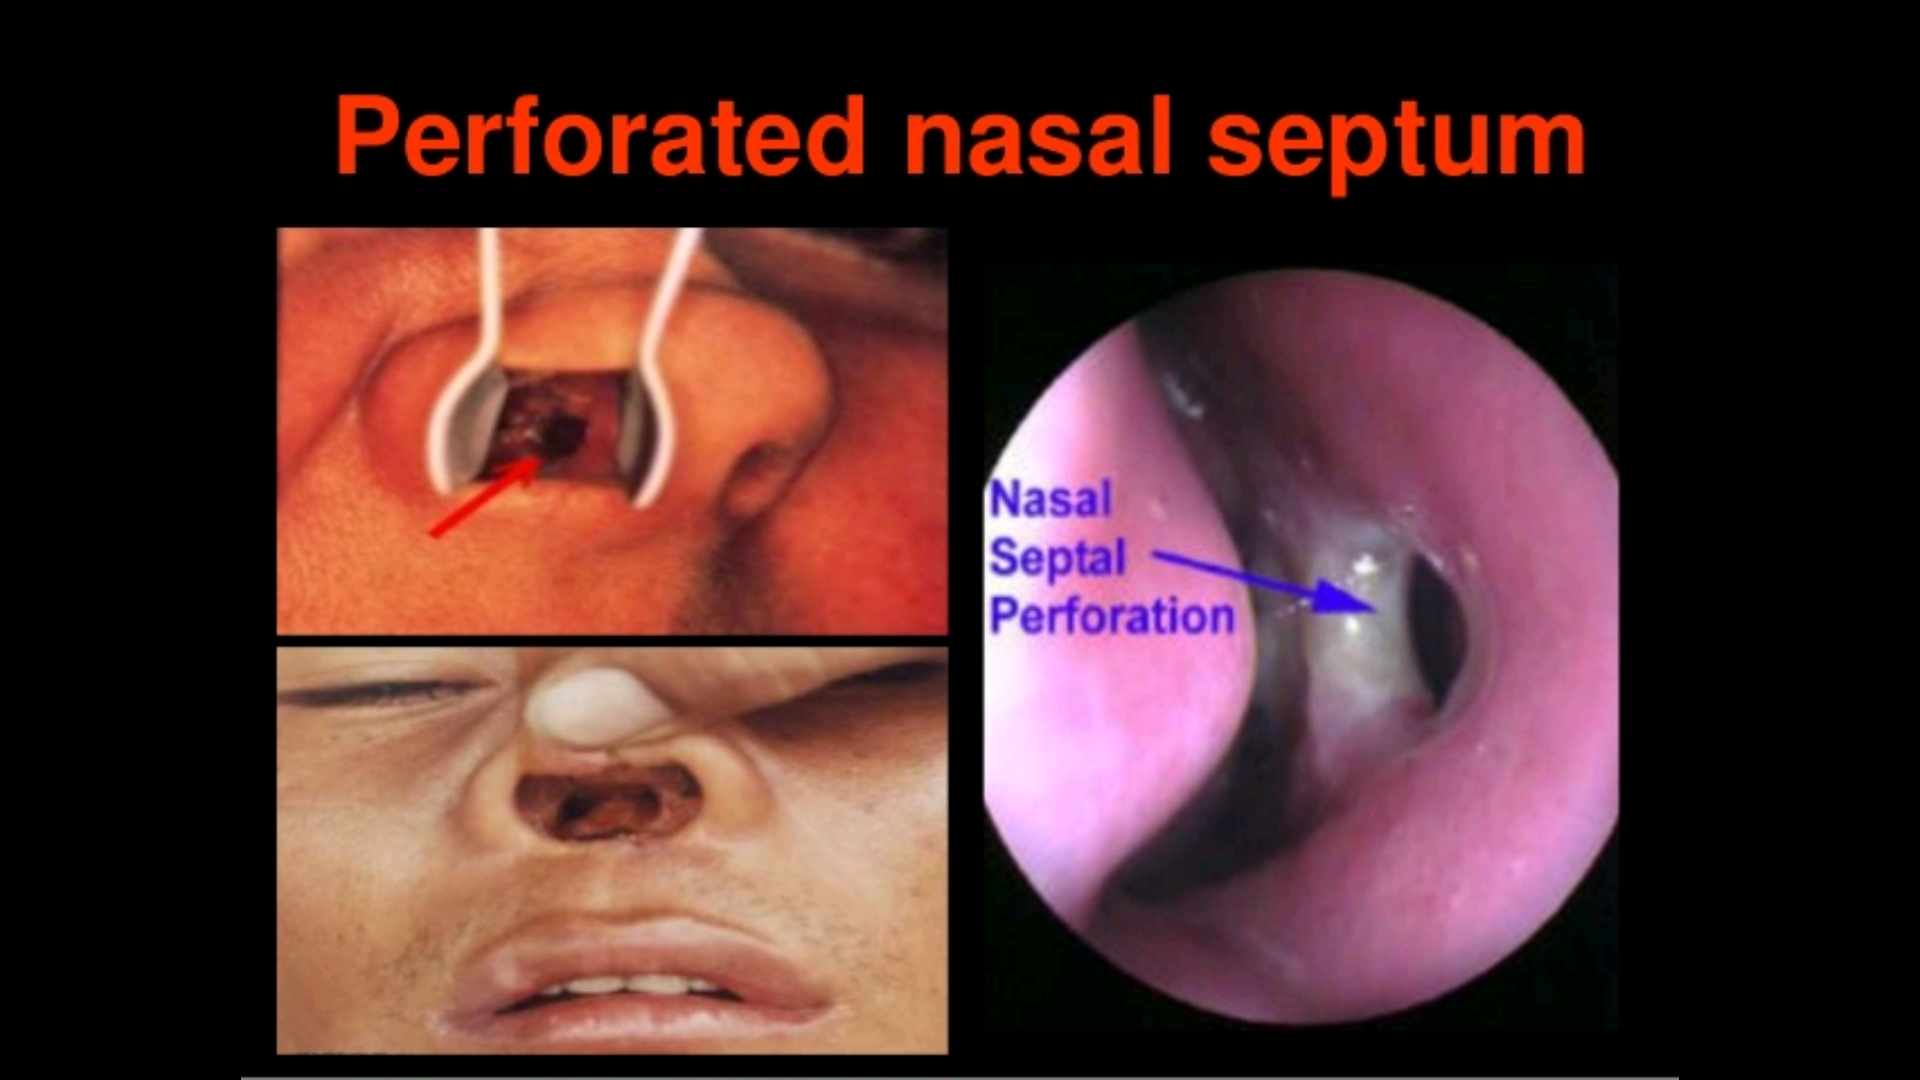 Perforated nasal septum
Nasal
Septal
Perforation